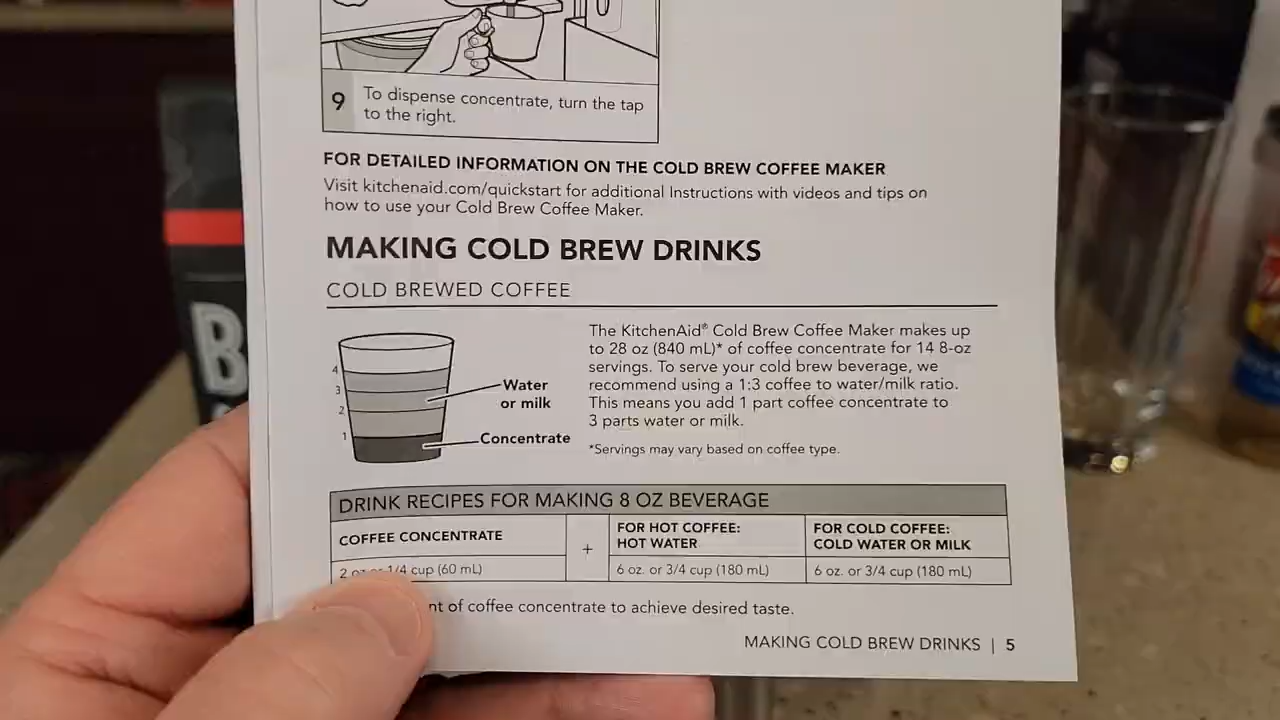 9 To dispense concentrate, turn the tap
to the right.
FOR DETAILED INFORMATION ON THE COLD BREW COFFEE MAKER
Visit kitchenaid.com/quickstart for additional Instructions with videos and tips on
how to use your Cold Brew Coffee Maker.
MAKING COLD BREW DRINKS
COLD BREWED COFFEE
4
3
2
1
Water
or milk
Concentrate
The KitchenAid® Cold Brew Coffee Maker makes up
to 28 oz (840 mL)* of coffee concentrate for 14 8-oz
servings. To serve your cold brew beverage, we
recommend using a 1:3 coffee to water/milk ratio.
This means you add 1 part coffee concentrate to
3 parts water or milk.
*Servings may vary based on coffee type.
DRINK RECIPES FOR MAKING 8 OZ BEVERAGE
COFFEE CONCENTRATE
+
FOR HOT COFFEE:
HOT WATER
FOR COLD COFFEE:
COLD WATER OR MILK
2 oz or 1/4 cup (60 mL)
6 oz. or 3/4 cup (180 mL)
6 oz. or 3/4 cup (180 mL)
of coffee concentrate to achieve desired taste.
MAKING COLD BREW DRINKS | 5
B